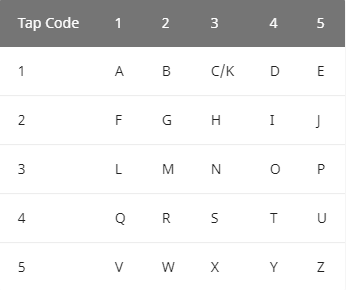 Tap Code 1 2 3 4 5
1 A B C/K D E
2 F G H I J
3 L M N O P
4 Q R S T U
5 V W X Y Z